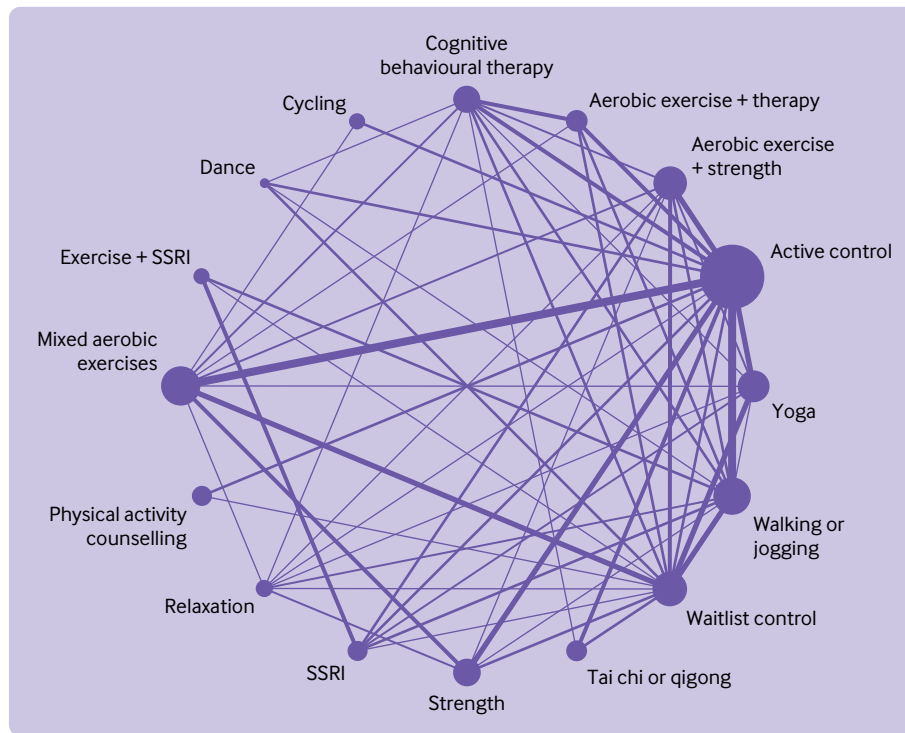 Cognitive
behavioural therapy
Cycling
Aerobic exercise + therapy
Aerobic exercise
+ strength
Dance
Active control
Exercise + SSRI
Mixed aerobic
exercises
Yoga
Physical activity
counselling
Walking or
jogging
Relaxation
Waitlist control
SSRI
Tai chi or qigong
Strength